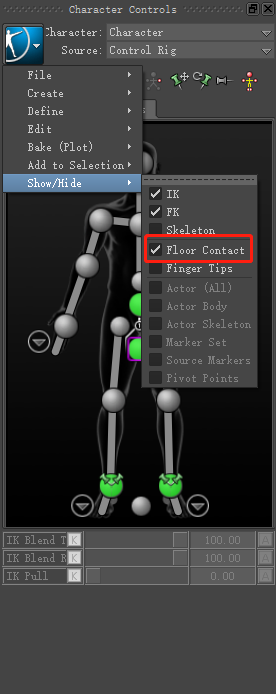 Character Controls
Character: Character
Source: Control Rig
File
Create
Define
Edit
Bake (Plot)
Add to Selection
Show/Hide
IK
FK
Skeleton
Floor Contact
Finger Tips
Actor (All)
Actor Body
Actor Skeleton
Marker Set
Source Markers
Pivot Points
IK Blend T K 100.00 A
IK Blend R K 100.00 A
IK Pull K 0.00 A